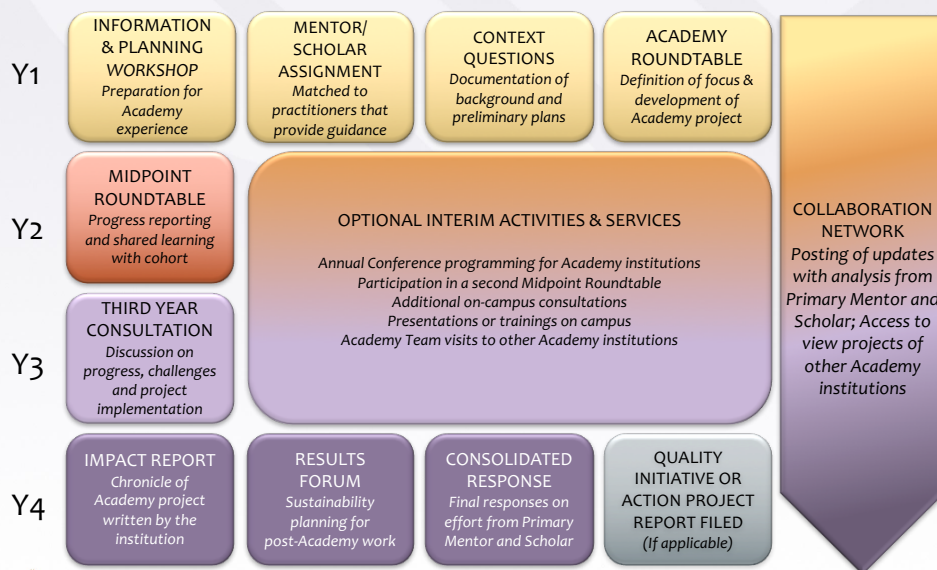 Y1
INFORMATION
& PLANNING
WORKSHOP
Preparation for
Academy
experience
MENTOR/
SCHOLAR
ASSIGNMENT
Matched to
practitioners that
provide guidance
CONTEXT
QUESTIONS
Documentation of
background and
preliminary plans
ACADEMY
ROUNDTABLE
Definition of focus &
development of
Academy project
Y2
MIDPOINT
ROUNDTABLE
Progress reporting
and shared learning
with cohort
OPTIONAL INTERIM ACTIVITIES & SERVICES
Annual Conference programming for Academy institutions
Participation in a second Midpoint Roundtable
Additional on-campus consultations
Presentations or trainings on campus
Academy Team visits to other Academy institutions
COLLABORATION
NETWORK
Posting of updates
with analysis from
Primary Mentor and
Scholar; Access to
view projects of
other Academy
institutions
Y3
THIRD YEAR
CONSULTATION
Discussion on
progress, challenges
and project
implementation
Y4
IMPACT REPORT
Chronicle of
Academy project
written by the
institution
RESULTS
FORUM
Sustainability
planning for
post-Academy work
CONSOLIDATED
RESPONSE
Final responses on
effort from Primary
Mentor and Scholar
QUALITY
INITIATIVE OR
ACTION PROJECT
REPORT FILED
(If applicable)